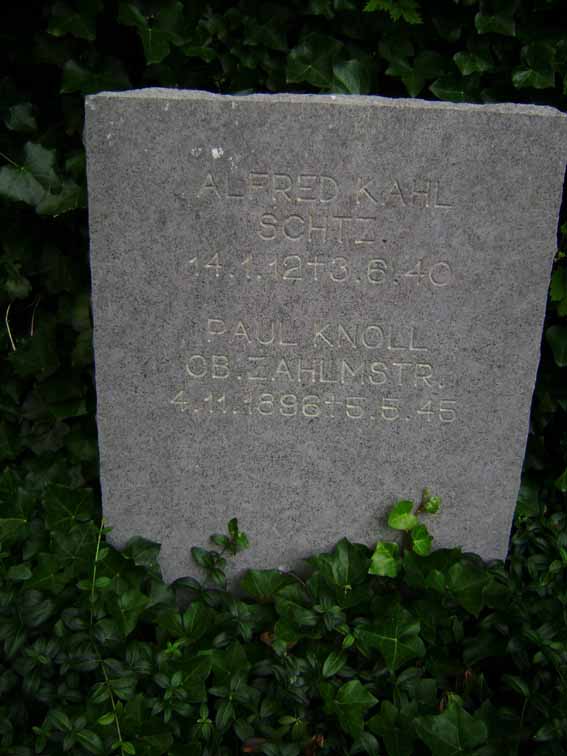 ALFRED KAHL
SCHTZ.
14.1.12†3.6.40
PAUL KNOLL
OB.ZAHLMSTR.
4.11.1896†5.5.45